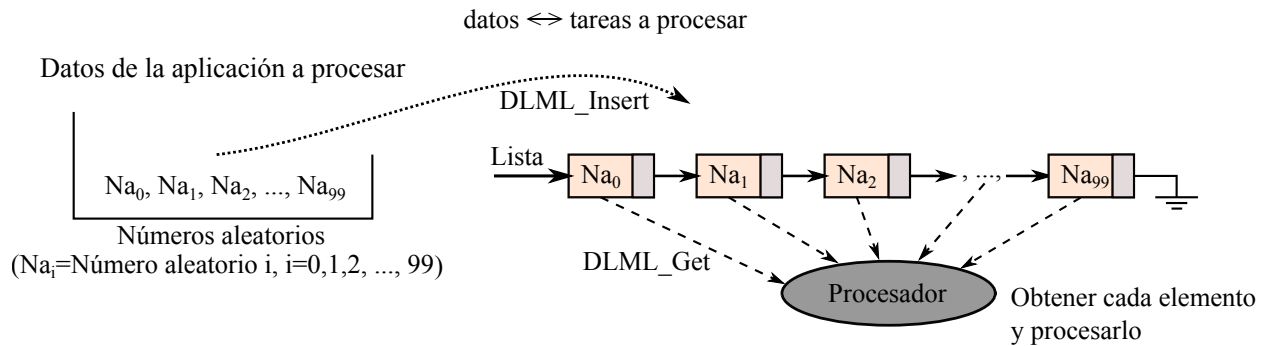 datos ↔ tareas a procesar
Datos de la aplicación a procesar
DLML_Insert
Na0, Na1, Na2, ..., Na99
Números aleatorios
(Nai=Número aleatorio i, i=0,1,2, ..., 99)
Lista
Na0
Na1
Na2
, ...,
Na99
DLML_Get
Procesador
Obtener cada elemento
y procesarlo